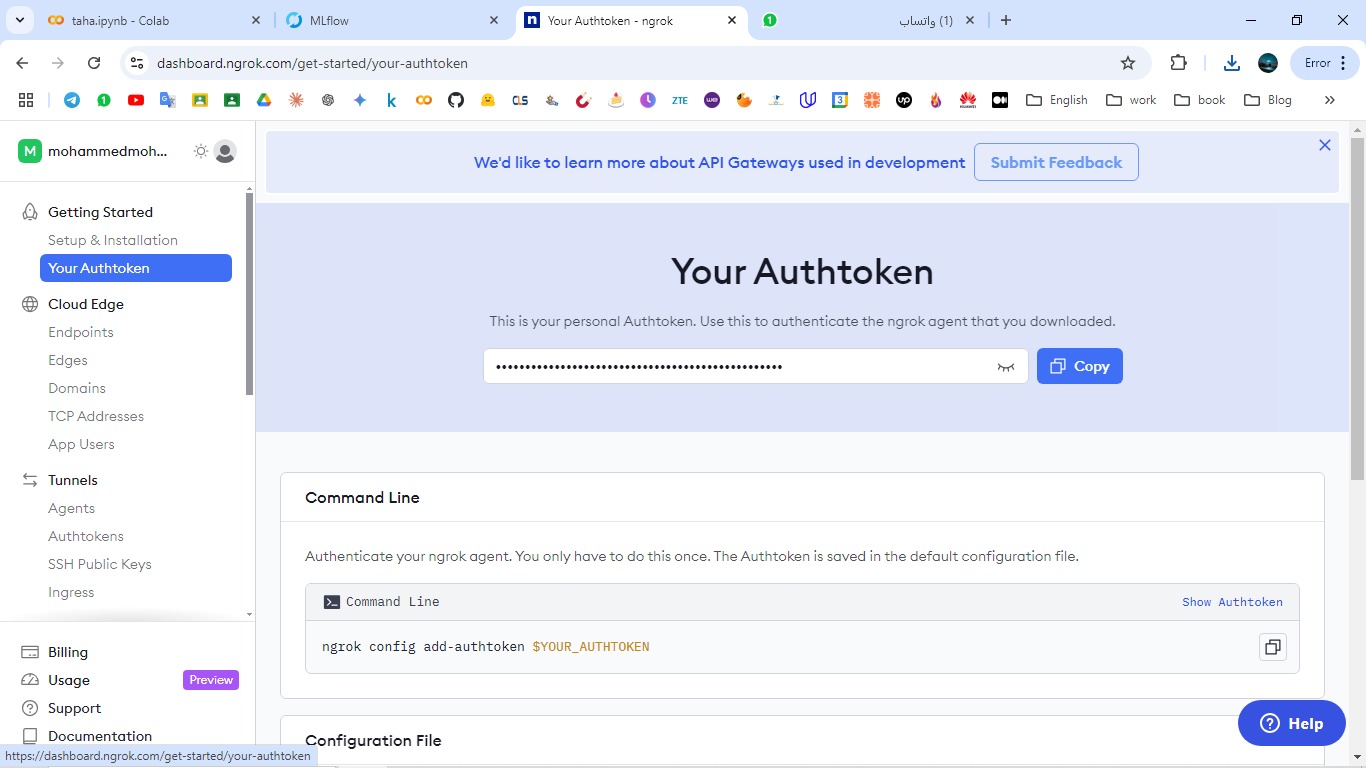 taha.ipynb - Colab
MLflow
Your Authtoken - ngrok
(1) واتساب
dashboard.ngrok.com/get-started/your-authtoken
Error
English
work
book
Blog
M
mohammedmoh...
Getting Started
Setup & Installation
Your Authtoken
Cloud Edge
Endpoints
Edges
Domains
TCP Addresses
App Users
Tunnels
Agents
Authtokens
SSH Public Keys
Ingress
Billing
Usage
Preview
Support
Documentation
https://dashboard.ngrok.com/get-started/your-authtoken
We'd like to learn more about API Gateways used in development
Submit Feedback
Your Authtoken
This is your personal Authtoken. Use this to authenticate the ngrok agent that you downloaded.
Copy
Command Line
Authenticate your ngrok agent. You only have to do this once. The Authtoken is saved in the default configuration file.
Command Line
Show Authtoken
ngrok config add-authtoken $YOUR_AUTHTOKEN
Configuration File
Help